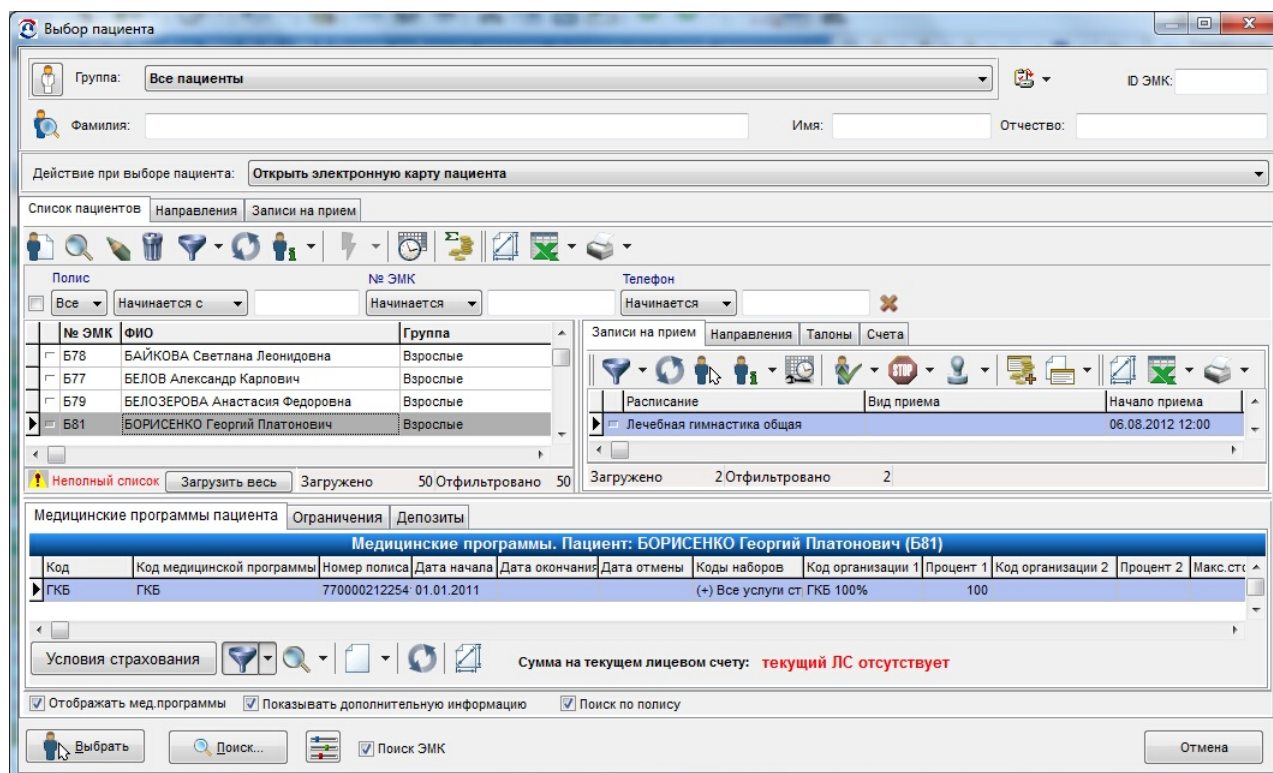 Выбор пациента
Группа: Все пациенты ID ЭМК:
Фамилия: Имя: Отчество:
Действие при выборе пациента: Открыть электронную карту пациента
Список пациентов Направления Записи на прием
Полис № ЭМК Телефон
Все Начинается с Начинается Начинается
№ ЭМК ФИО Группа
Б78 БАЙКОВА Светлана Леонидовна Взрослые
Б77 БЕЛОВ Александр Карлович Взрослые
Б79 БЕЛОЗЕРОВА Анастасия Федоровна Взрослые
Б81 БОРИСЕНКО Георгий Платонович Взрослые
Неполный список Загрузить весь Загружено 50 Отфильтровано 50
Записи на прием Направления Талоны Счета
STOP
Расписание Вид приема Начало приема
Лечебная гимнастика общая 06.08.2012 12:00
Загружено 2 Отфильтровано 2
Медицинские программы пациента Ограничения Депозиты
Медицинские программы. Пациент: БОРИСЕНКО Георгий Платонович (Б81)
Код Код медицинской программы Номер полиса Дата начала Дата окончания Дата отмены Коды наборов Код организации 1 Процент 1 Код организации 2 Процент 2 Макс.сто
ГКБ ГКБ 770000212254 01.01.2011 (+) Все услуги ст ГКБ 100% 100
Условия страхования Сумма на текущем лицевом счету: текущий ЛС отсутствует
Отображать мед.программы Показывать дополнительную информацию Поиск по полису
Выбрать Поиск... Поиск ЭМК Отмена